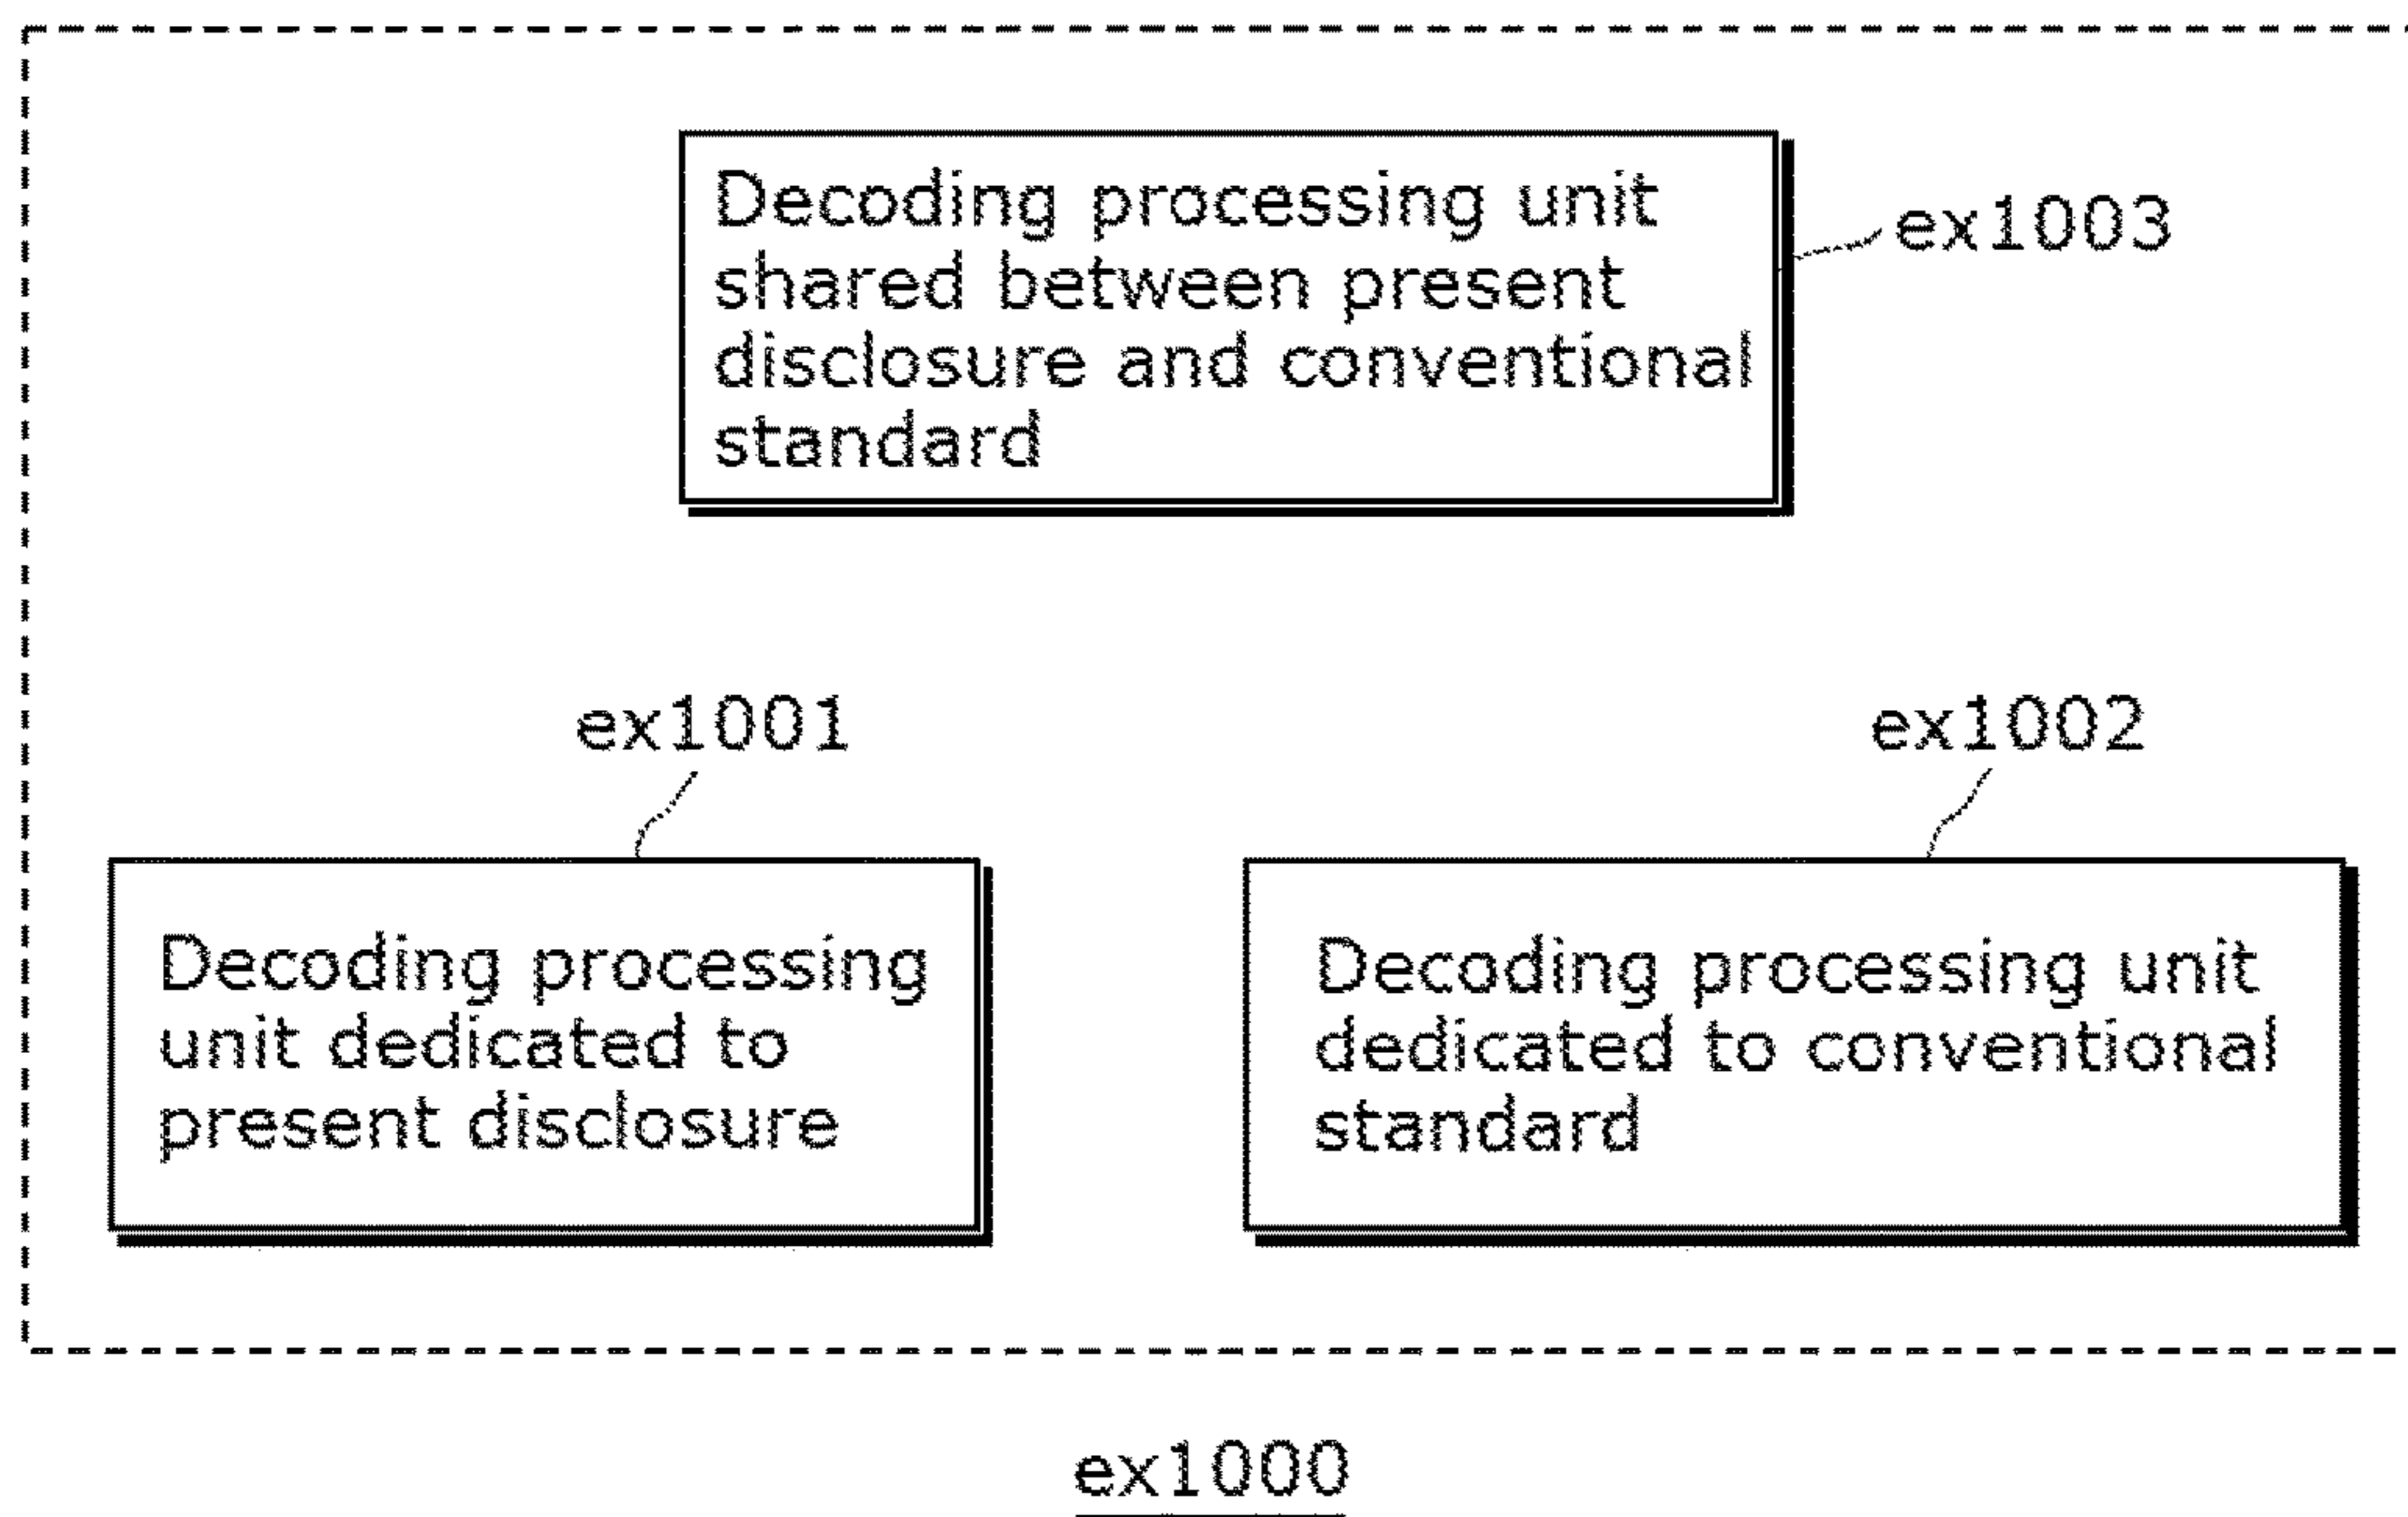 Decoding processing unit
shared between present
disclosure and conventional
standard
ex1003
ex1001
ex1002
Decoding processing
unit dedicated to
present disclosure
Decoding processing unit
dedicated to conventional
standard
ex1000